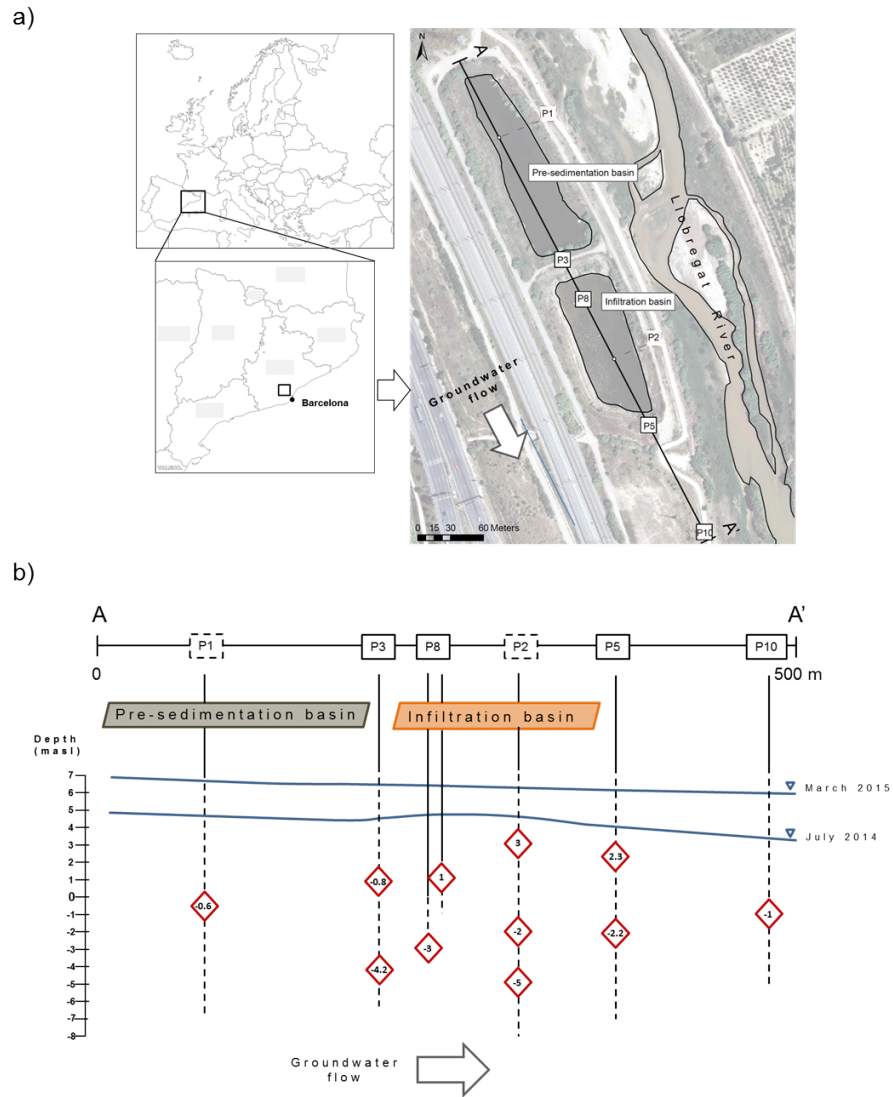 a)
N
A
P1
Pre-sedimentation basin
P3
P8
Infiltration basin
P2
Llobregat River
Groundwater
flow
P5
P10
A'
0 15 30 60 Meters
Barcelona
b)
A
A'
P1
P3
P8
P2
P5
P10
0
500 m
Pre-sedimentation basin
Infiltration basin
Depth
(masl)
7
6
5
4
3
2
1
0
-1
-2
-3
-4
-5
-6
-7
-8
March 2015
July 2014
-0.6
-0.8
-4.2
1
-3
3
-2
-5
2.3
-2.2
-1
Groundwater
flow